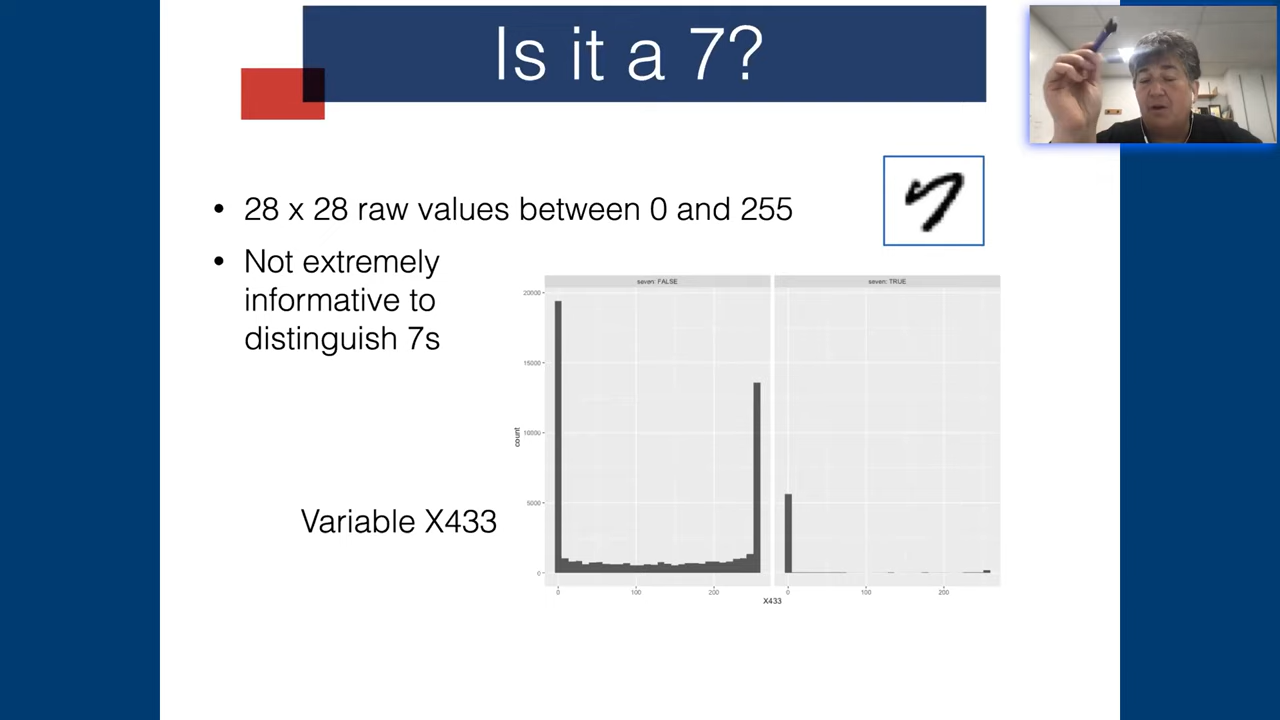 Is it a 7?
• 28 x 28 raw values between 0 and 255
• Not extremely
informative to
distinguish 7s
Variable X433
seven: FALSE
seven: TRUE
20000
15000
10000
5000
0
count
0
100
200
0
100
200
X433
7